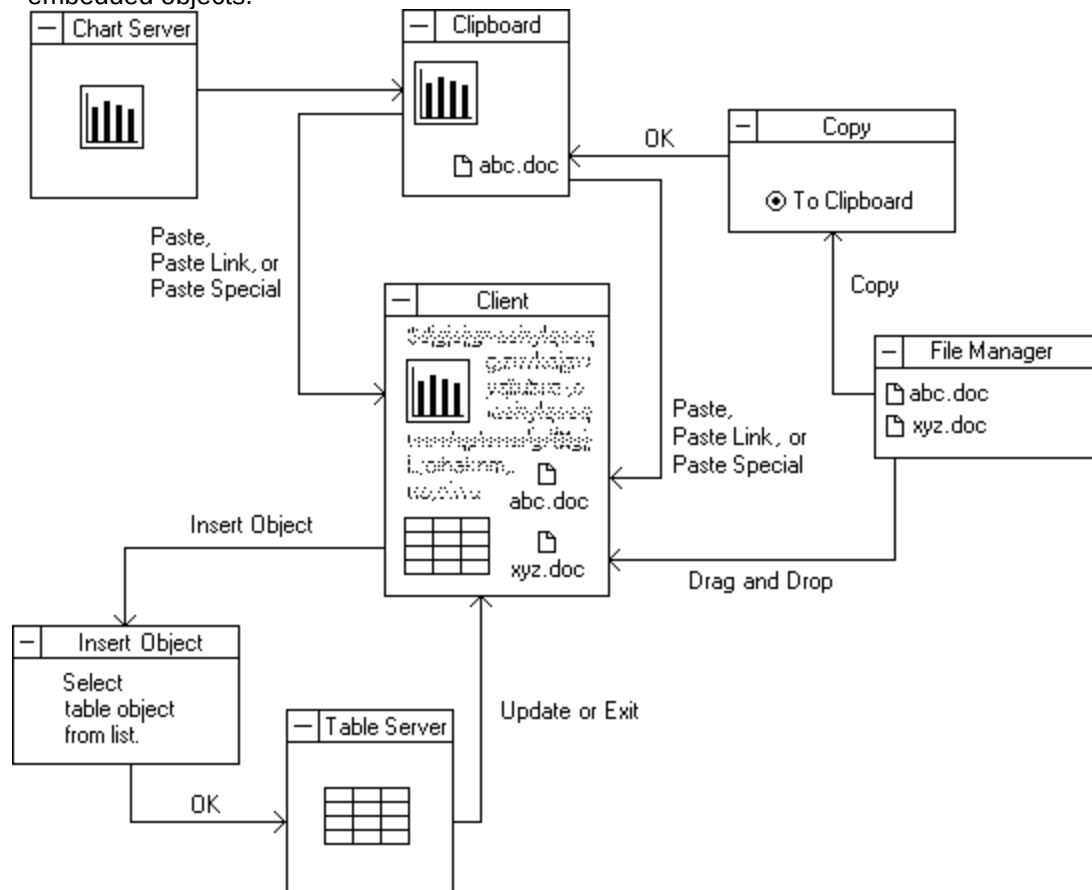 embedded objects.
Chart Server
Clipboard
abc.doc
OK
Copy
To Clipboard
Paste,
Paste Link, or
Paste Special
Copy
Client
File Manager
abc.doc
xyz.doc
Paste,
Paste Link, or
Paste Special
abc.doc
xyz.doc
Insert Object
Drag and Drop
Insert Object
Select
table object
from list.
Update or Exit
Table Server
OK